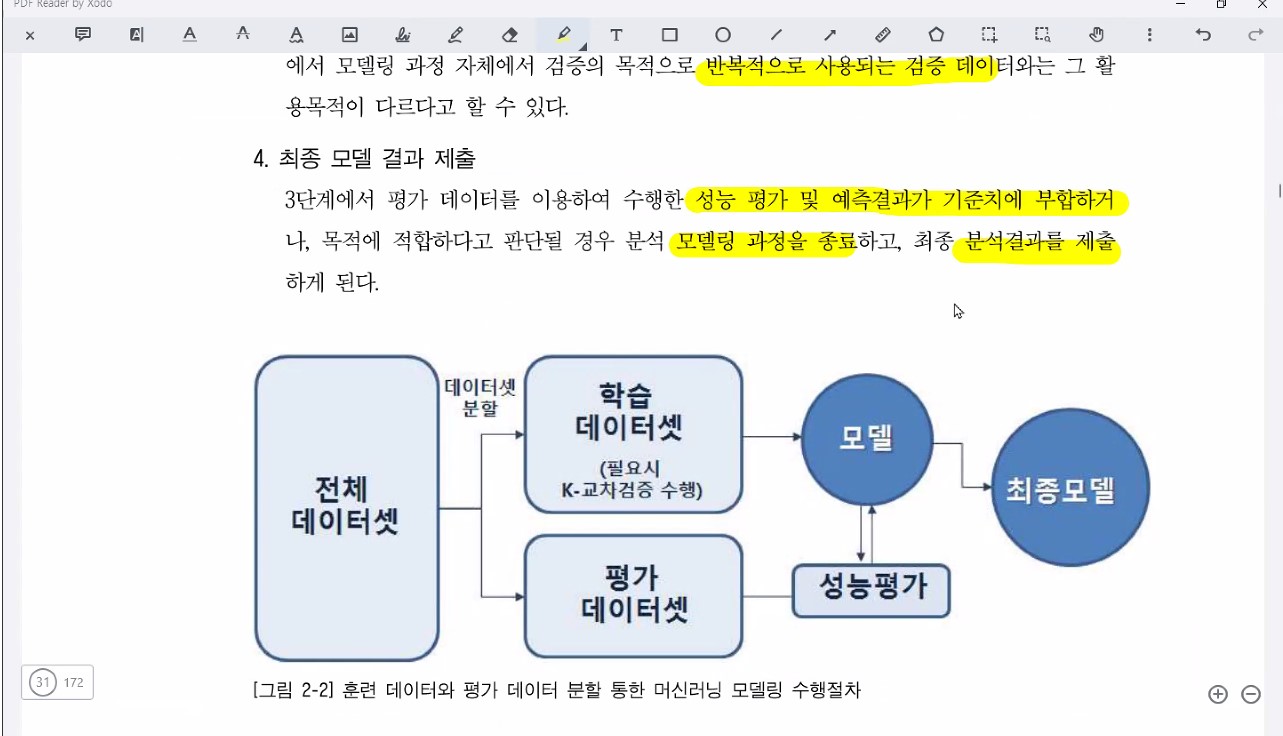 PDF Reader by Xodo
에서 모델링 과정 자체에서 검증의 목적으로 반복적으로 사용되는 검증 데이터와는 그 활
용목적이 다르다고 할 수 있다.
4. 최종 모델 결과 제출
3단계에서 평가 데이터를 이용하여 수행한 성능 평가 및 예측결과가 기준치에 부합하거
나, 목적에 적합하다고 판단될 경우 분석 모델링 과정을 종료하고, 최종 분석결과를 제출
하게 된다.
전체
데이터셋
데이터셋
분할
학습
데이터셋
(필요시
K-교차검증 수행)
평가
데이터셋
모델
성능평가
최종모델
[그림 2-2] 훈련 데이터와 평가 데이터 분할 통한 머신러닝 모델링 수행절차
31 172